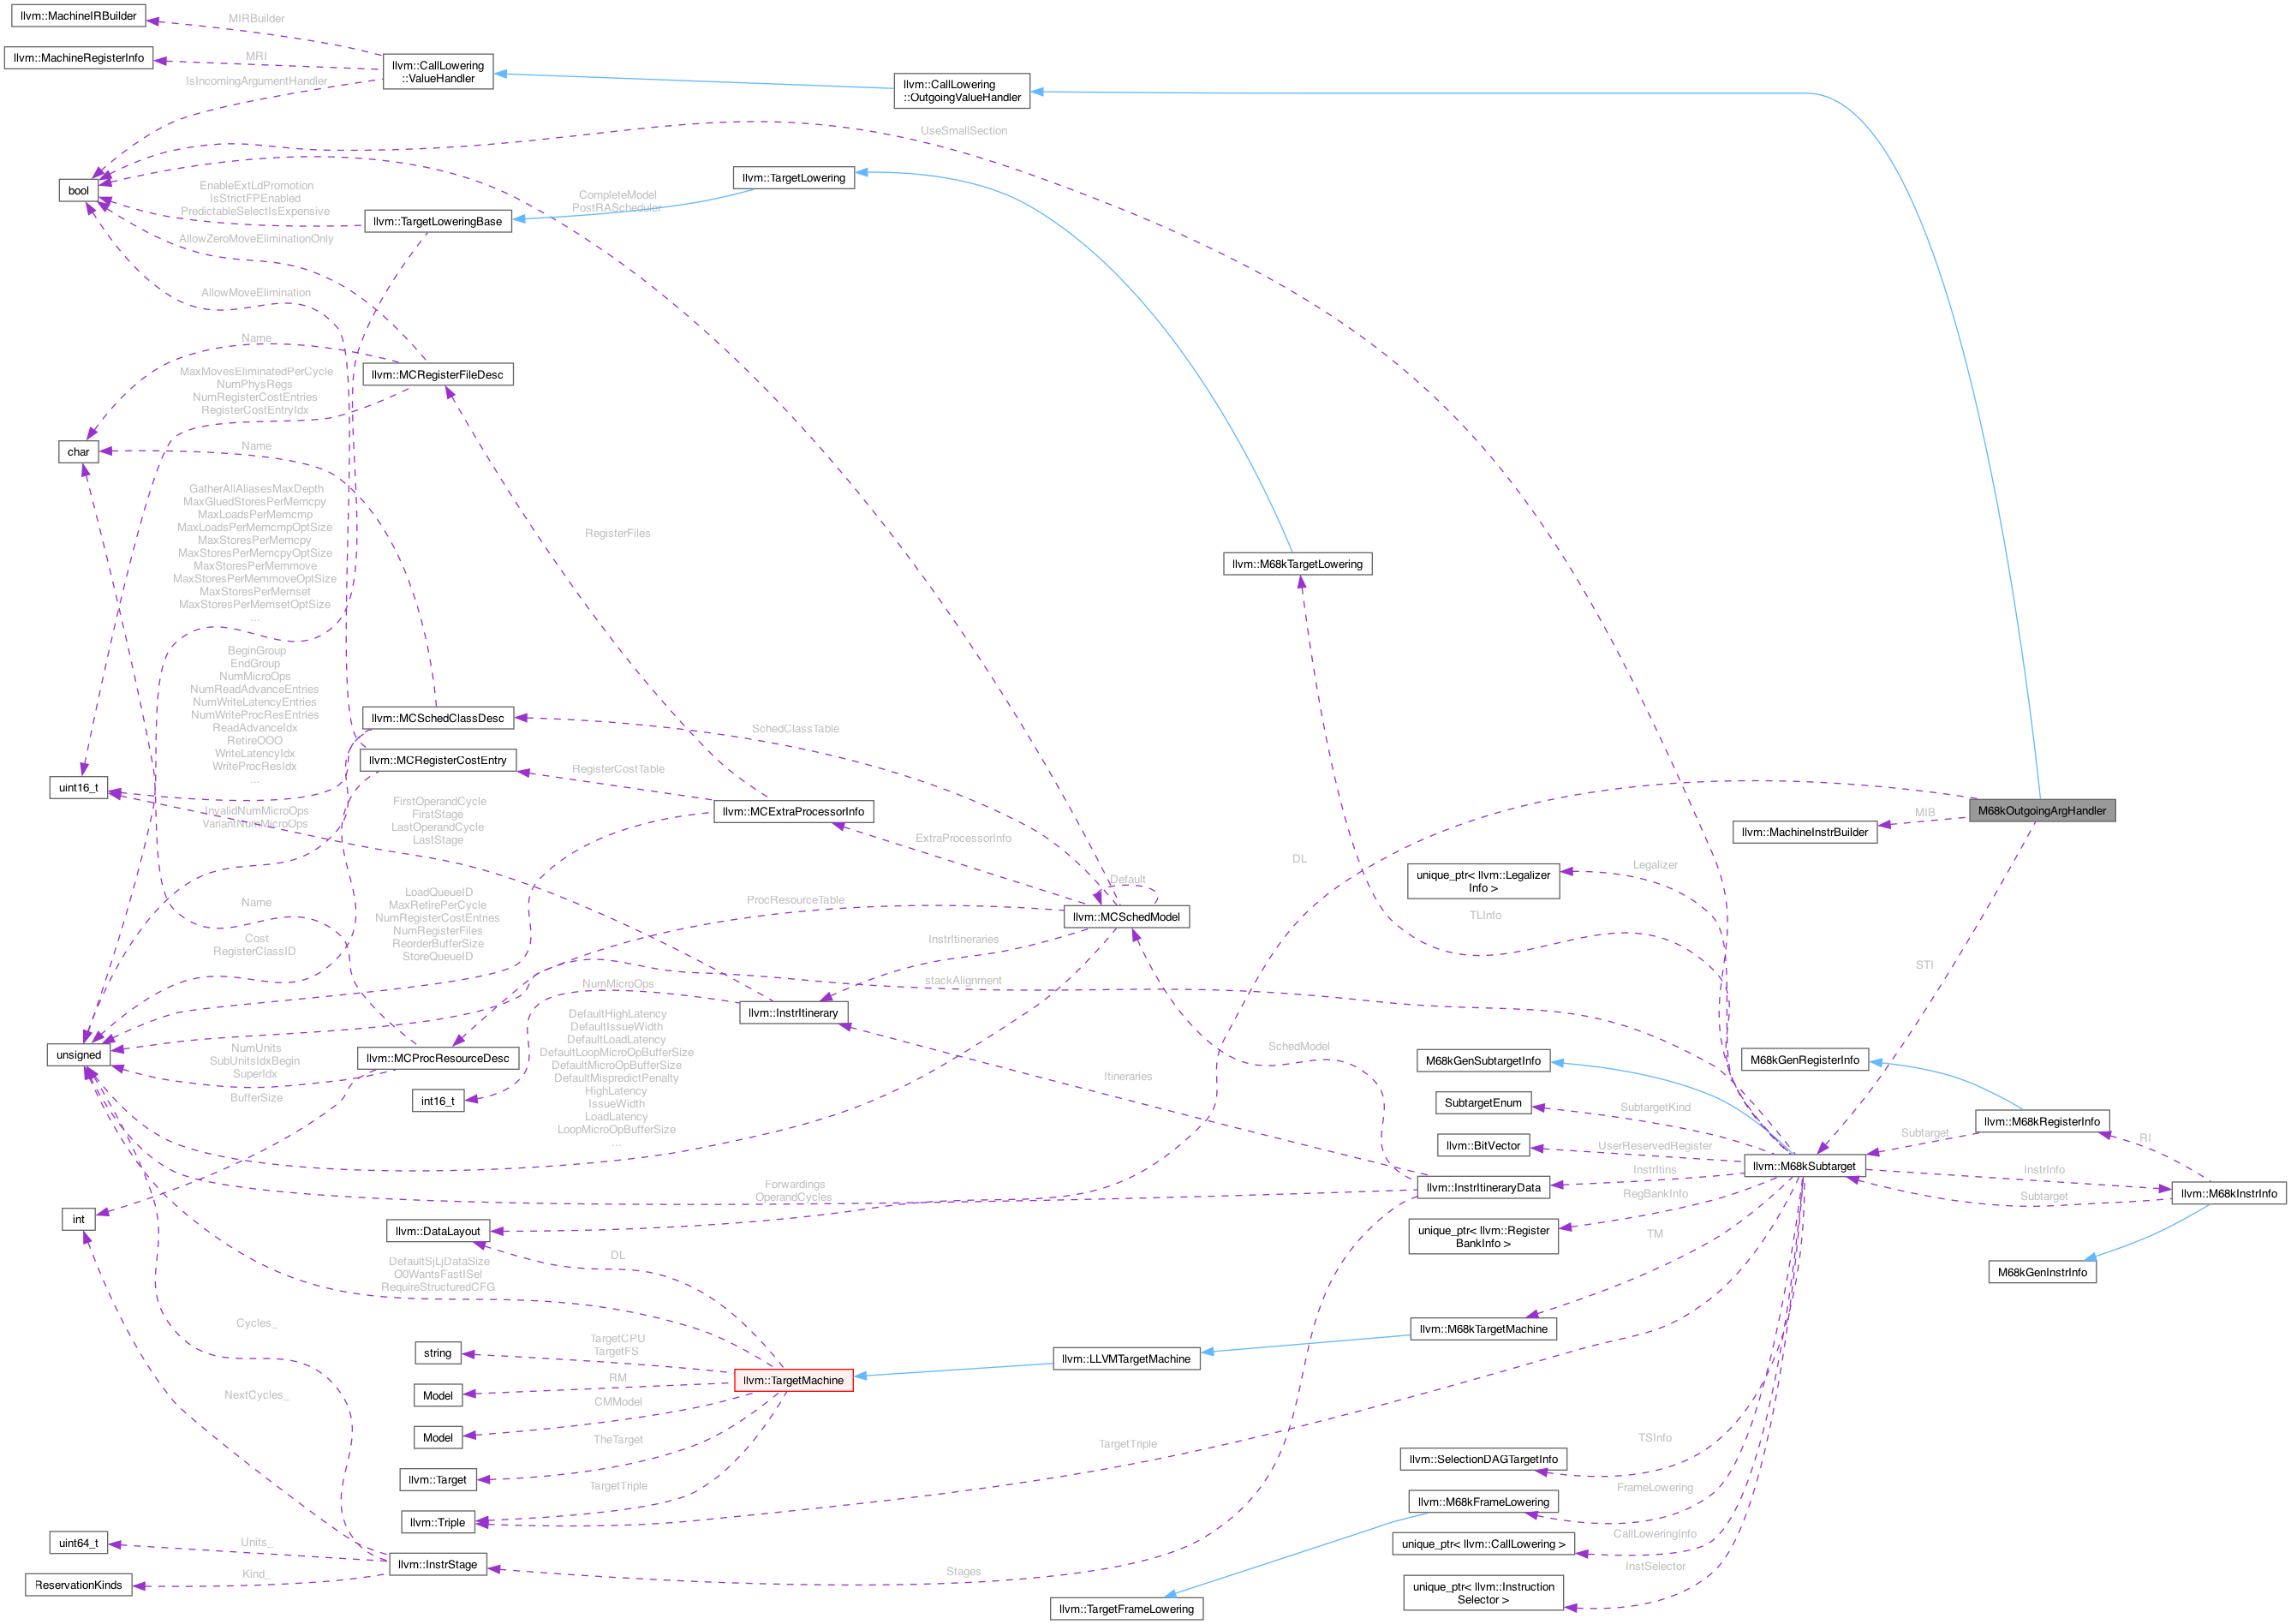 llvm::MachineIRBuilder
MIRBuilder
llvm::MachineRegisterInfo
MRI
llvm::CallLowering
::ValueHandler
IsIncomingArgumentHandler
llvm::CallLowering
::OutgoingValueHandler
UseSmallSection
bool
EnableExtLdPromotion
IsStrictFPEnabled
PredictableSelectIsExpensive
llvm::TargetLowering
CompleteModel
PostRAScheduler
llvm::TargetLoweringBase
AllowZeroMoveEliminationOnly
AllowMoveElimination
Name
llvm::MCRegisterFileDesc
MaxMovesEliminatedPerCycle
NumPhysRegs
NumRegisterCostEntries
RegisterCostEntryIdx
char
Name
GatherAllAliasesMaxDepth
MaxGluedStoresPerMemcpy
MaxLoadsPerMemcmp
MaxLoadsPerMemcmpOptSize
MaxStoresPerMemcpy
MaxStoresPerMemcpyOptSize
MaxStoresPerMemmove
MaxStoresPerMemmoveOptSize
MaxStoresPerMemset
MaxStoresPerMemsetOptSize
...
RegisterFiles
llvm::M68kTargetLowering
BeginGroup
EndGroup
NumMicroOps
NumReadAdvanceEntries
NumWriteLatencyEntries
NumWriteProcResEntries
ReadAdvanceIdx
RetireOOO
WriteLatencyIdx
WriteProcResIdx
...
llvm::MCSchedClassDesc
SchedClassTable
llvm::MCRegisterCostEntry
RegisterCostTable
uint16_t
InvalidNumMicroOps
VariantNumMicroOps
FirstOperandCycle
FirstStage
LastOperandCycle
LastStage
llvm::MCExtraProcessorInfo
ExtraProcessorInfo
M68kOutgoingArgHandler
MIB
llvm::MachineInstrBuilder
DL
Legalizer
unique_ptr< llvm::Legalizer
Info >
Default
llvm::MCSchedModel
TLInfo
STI
Name
Cost
RegisterClassID
LoadQueueID
MaxRetirePerCycle
NumRegisterCostEntries
NumRegisterFiles
ReorderBufferSize
StoreQueueID
ProcResourceTable
InstrItineraries
stackAlignment
NumMicroOps
llvm::InstrItinerary
DefaultHighLatency
DefaultIssueWidth
DefaultLoadLatency
DefaultLoopMicroOpBufferSize
DefaultMicroOpBufferSize
DefaultMispredictPenalty
HighLatency
IssueWidth
LoadLatency
LoopMicroOpBufferSize
...
unsigned
NumUnits
SubUnitsIdxBegin
SuperIdx
BufferSize
llvm::MCProcResourceDesc
int16_t
SchedModel
Itineraries
M68kGenSubtargetInfo
M68kGenRegisterInfo
SubtargetEnum
SubtargetKind
llvm::BitVector
UserReservedRegister
llvm::M68kRegisterInfo
Subtarget
RI
llvm::M68kSubtarget
InstrInfo
Subtarget
llvm::M68kInstrInfo
M68kGenInstrInfo
InstrItins
llvm::InstrItineraryData
RegBankInfo
unique_ptr< llvm::Register
BankInfo >
TM
Forwardings
OperandCycles
int
llvm::DataLayout
DL
DefaultSjLjDataSize
O0WantsFastISel
RequireStructuredCFG
Cycles_
NextCycles_
string
TargetCPU
TargetFS
Model
RM
Model
CMModel
llvm::Target
TheTarget
llvm::Triple
TargetTriple
llvm::TargetMachine
llvm::LLVMTargetMachine
llvm::M68kTargetMachine
TargetTriple
llvm::SelectionDAGTargetInfo
TSInfo
llvm::M68kFrameLowering
FrameLowering
unique_ptr< llvm::CallLowering >
CallLoweringInfo
InstSelector
unique_ptr< llvm::Instruction
Selector >
uint64_t
Units_
ReservationKinds
Kind_
llvm::InstrStage
Stages
llvm::TargetFrameLowering